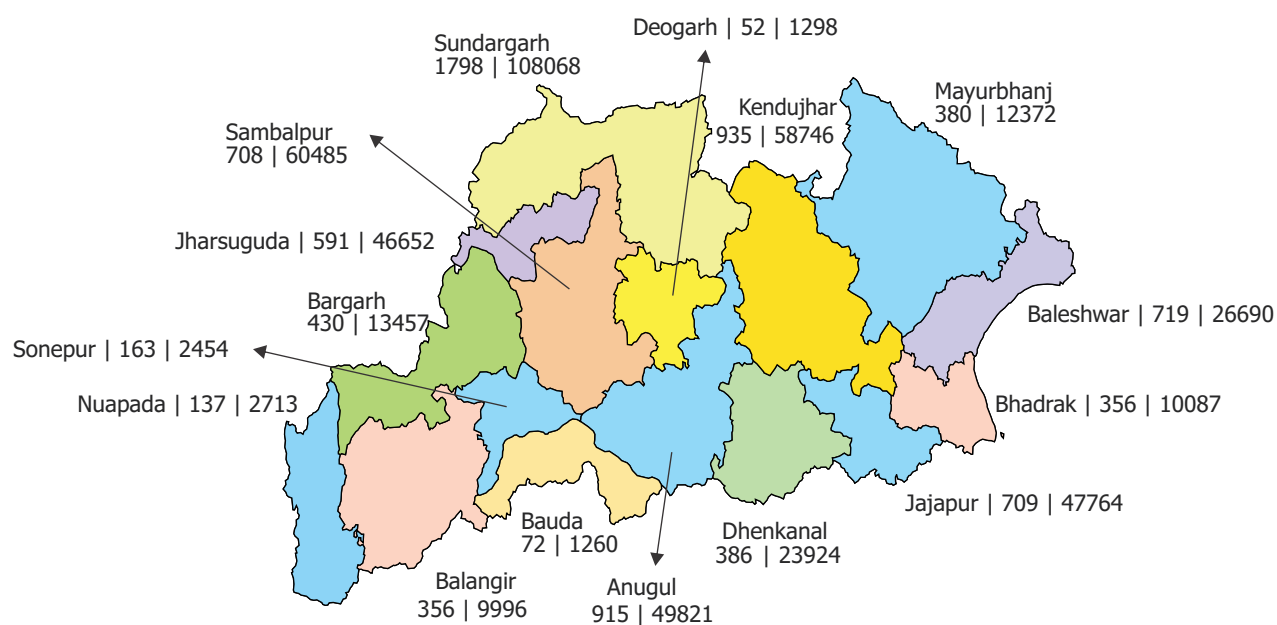 Deogarh | 52 | 1298
Sundargarh
1798 | 108068
Mayurbhanj
380 | 12372
Kendujhar
935 | 58746
Sambalpur
708 | 60485
Jharsuguda | 591 | 46652
Bargarh
430 | 13457
Baleshwar | 719 | 26690
Sonepur | 163 | 2454
Nuapada | 137 | 2713
Bhadrak | 356 | 10087
Jajapur | 709 | 47764
Bauda
72 | 1260
Dhenkanal
386 | 23924
Balangir
356 | 9996
Anugul
915 | 49821